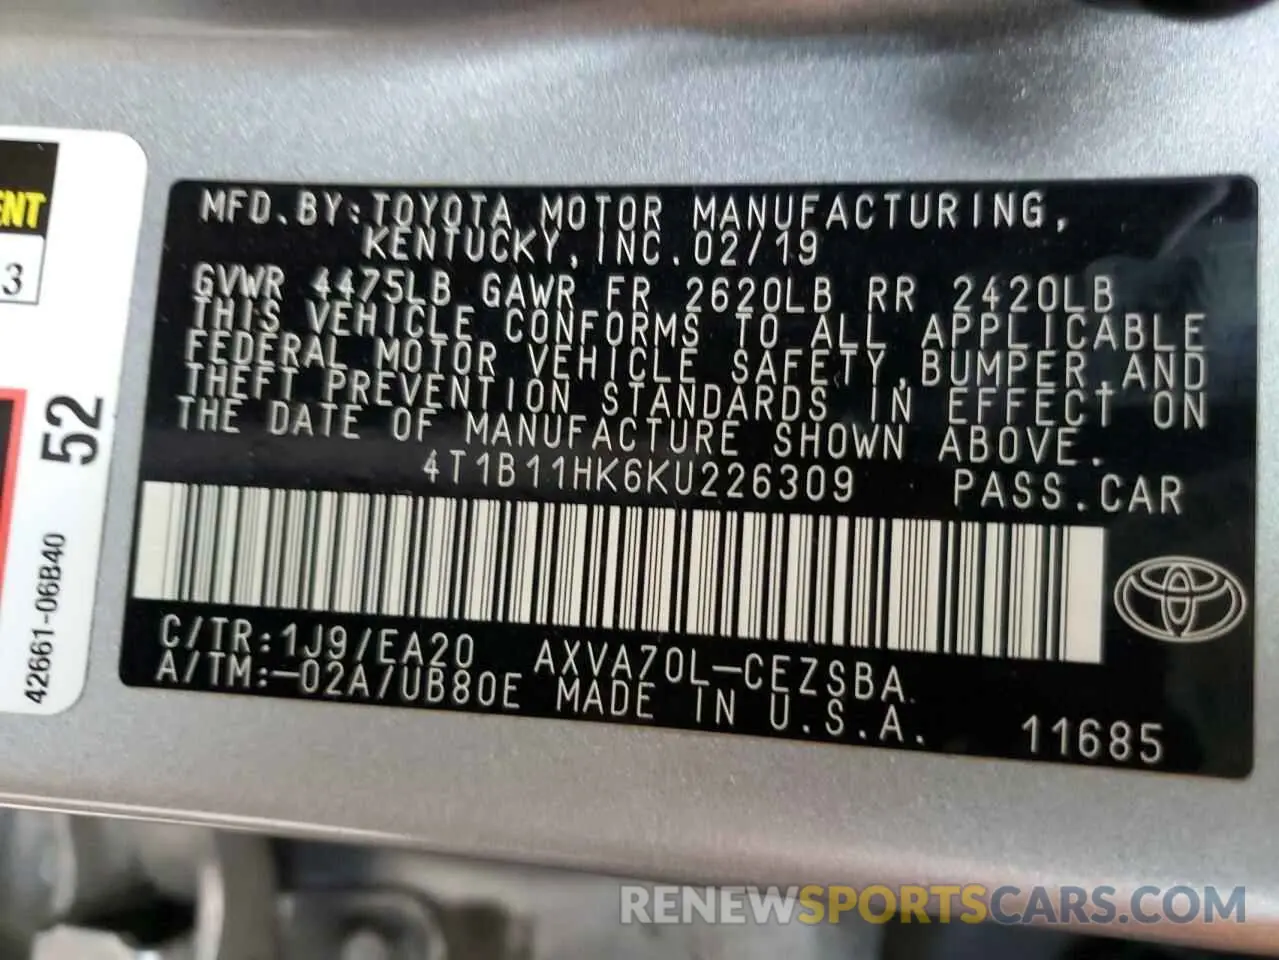 ENT
3
52
42661-06B40
MFD.BY:TOYOTA MOTOR MANUFACTURING,
KENTUCKY,INC.02/19
GVWR 4475LB GAWR FR 2620LB RR 2420LB
THIS VEHICLE CONFORMS TO ALL APPLICABLE
FEDERAL MOTOR VEHICLE SAFETY,BUMPER,AND
THEFT PREVENTION STANDARDS IN EFFECT ON
THE DATE OF MANUFACTURE SHOWN ABOVE.
4T1B11HK6KU226309 PASS.CAR
C/TR:1J9/EA20 AXVA70L-CEZSBA
A/TM:-02A/UB80E MADE IN U.S.A. 11685
RENEWSPORTSCARS.COM